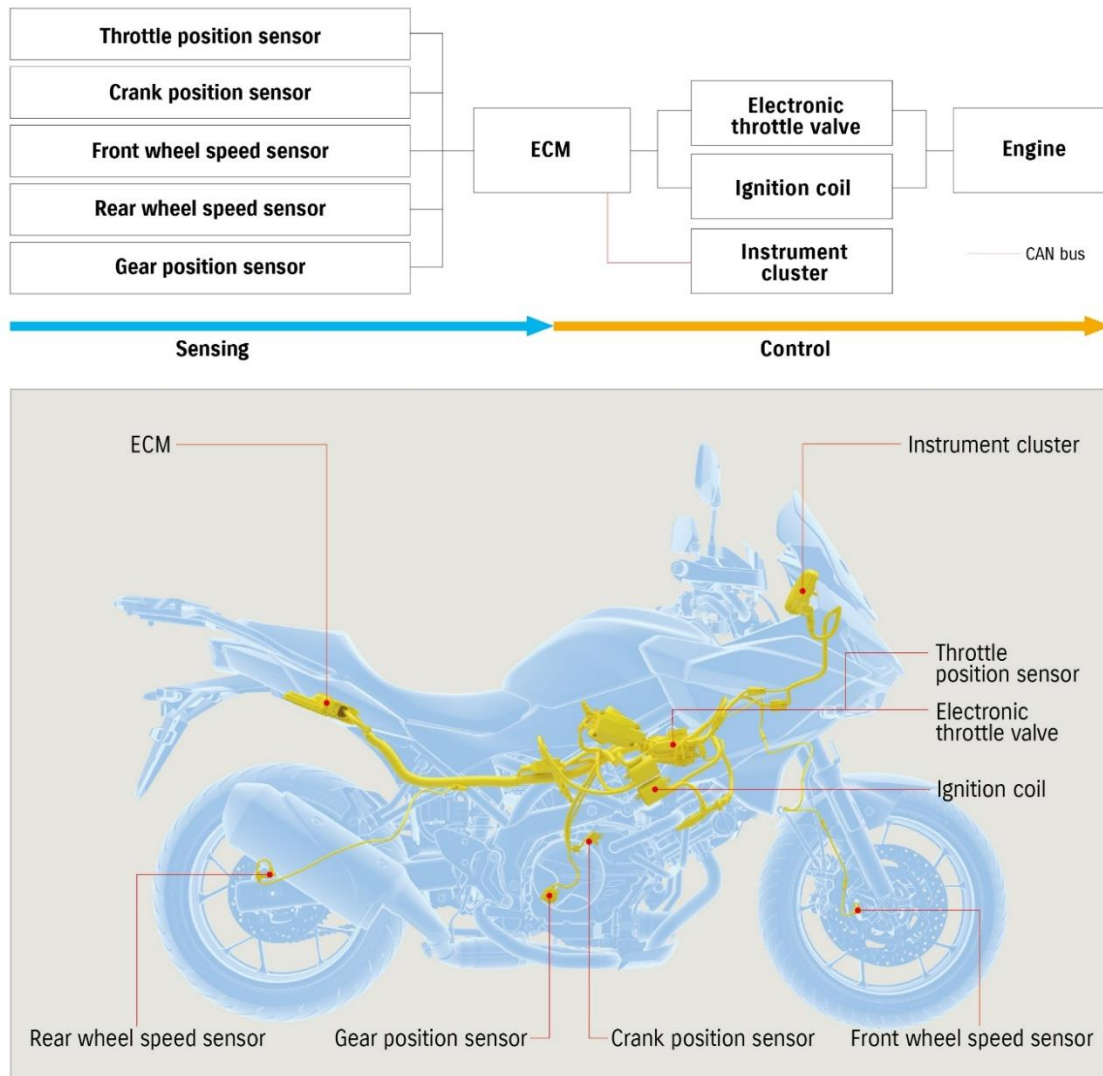 Throttle position sensor
Crank position sensor
Front wheel speed sensor
Rear wheel speed sensor
Gear position sensor
ECM
Electronic
throttle valve
Ignition coil
Instrument
cluster
Engine
CAN bus
Sensing
Control
ECM
Instrument cluster
Throttle
position sensor
Electronic
throttle valve
Ignition coil
Rear wheel speed sensor
Gear position sensor
Crank position sensor
Front wheel speed sensor